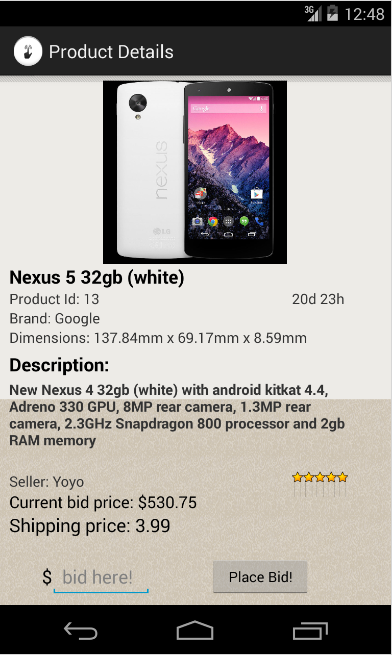 3G 12:48
Product Details
nexus
LG
Google
Nexus 5 32gb (white)
Product Id: 13 20d 23h
Brand: Google
Dimensions: 137.84mm x 69.17mm x 8.59mm
Description:
New Nexus 4 32gb (white) with android kitkat 4.4,
Adreno 330 GPU, 8MP rear camera, 1.3MP rear
camera, 2.3GHz Snapdragon 800 processor and 2gb
RAM memory
Seller: Yoyo
Current bid price: $530.75
Shipping price: 3.99
$ bid here! Place Bid!